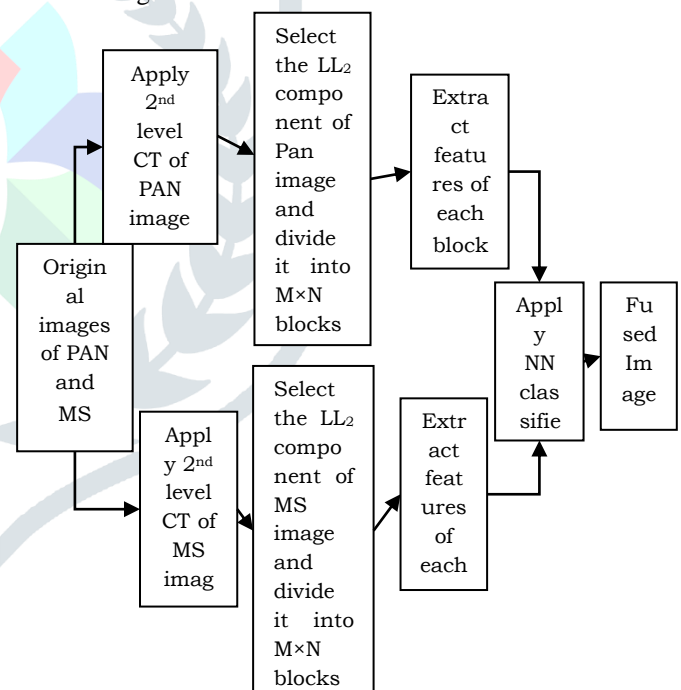 Apply
2nd
level
CT of
PAN
image
Select
the LL2
compo
nent of
Pan
image
and
divide
it into
M×N
blocks
Extra
ct
featu
res of
each
block
Origin
al
images
of PAN
and
MS
Appl
y
NN
clas
sifie
Fu
sed
Im
age
Appl
y 2nd
level
CT of
MS
imag
Select
the LL2
compo
nent of
MS
image
and
divide
it into
M×N
blocks
Extr
act
feat
ures
of
each